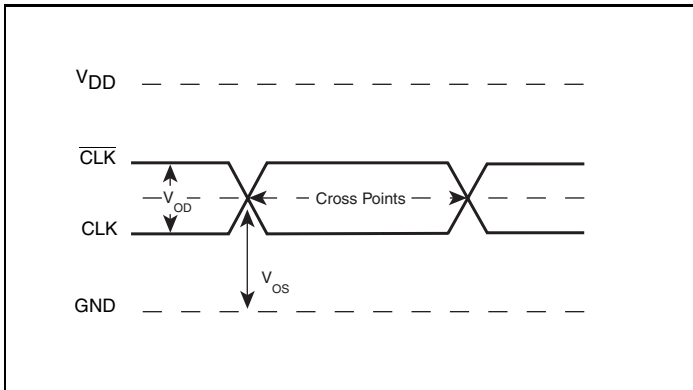 VDD
CLK
VOD
Cross Points
CLK
VOS
GND